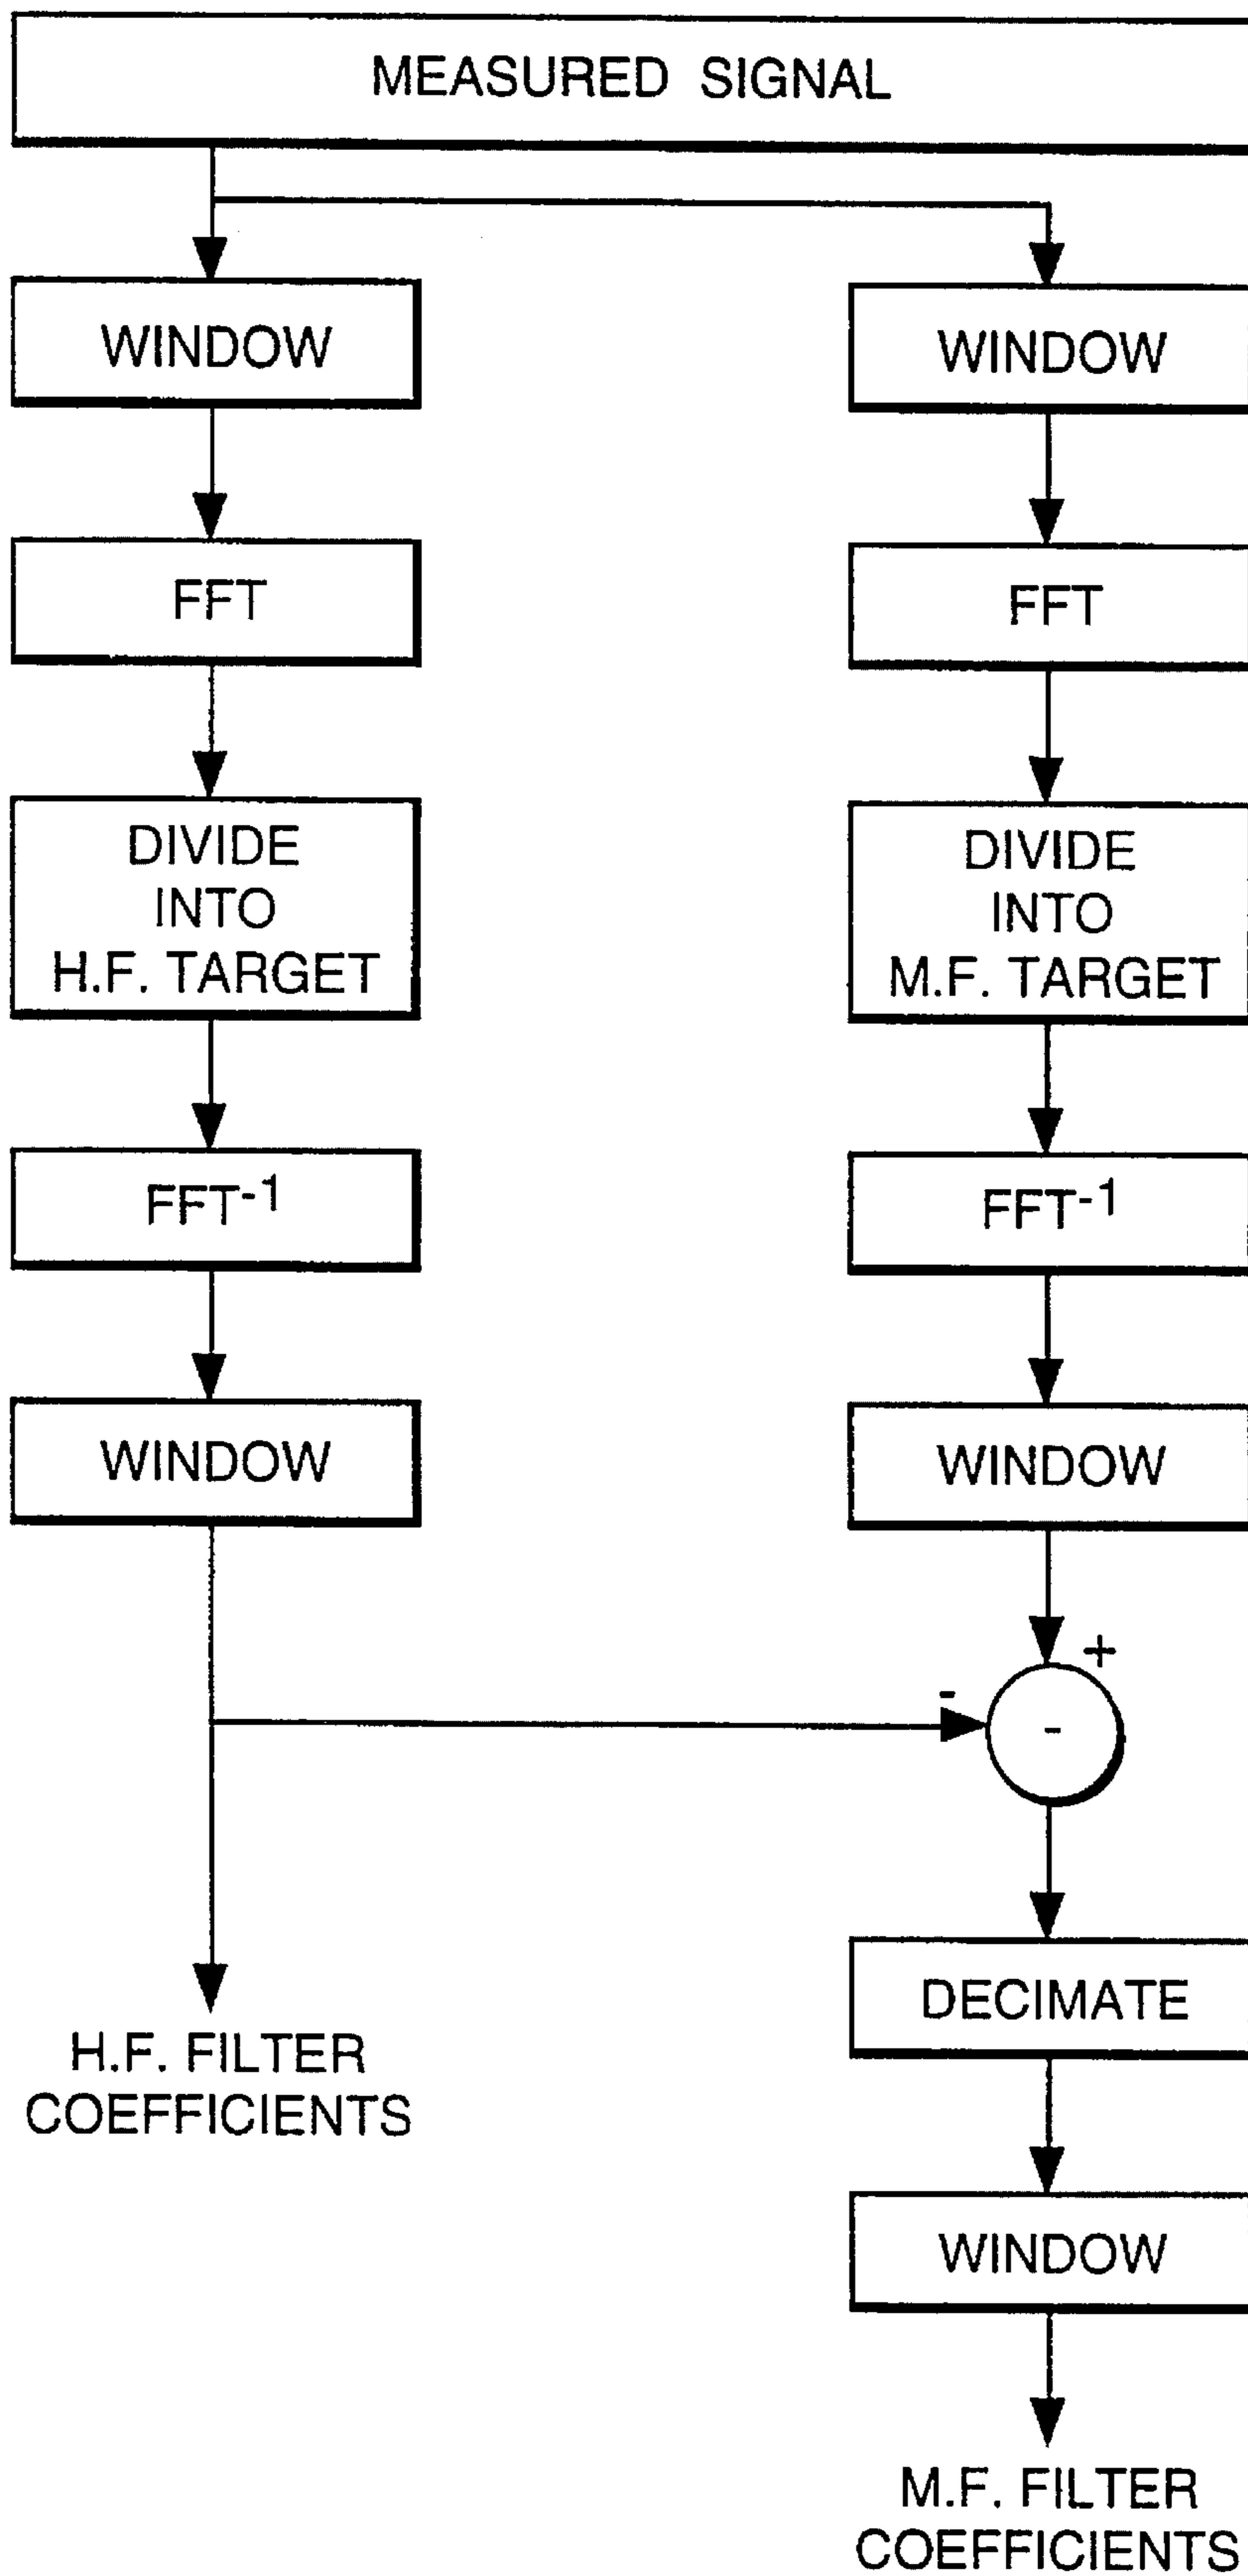 MEASURED SIGNAL
WINDOW
WINDOW
FFT
FFT
DIVIDE
INTO
H.F. TARGET
DIVIDE
INTO
M.F. TARGET
FFT-1
FFT-1
WINDOW
WINDOW
+
-
-
DECIMATE
H.F. FILTER
COEFFICIENTS
WINDOW
M.F. FILTER
COEFFICIENTS